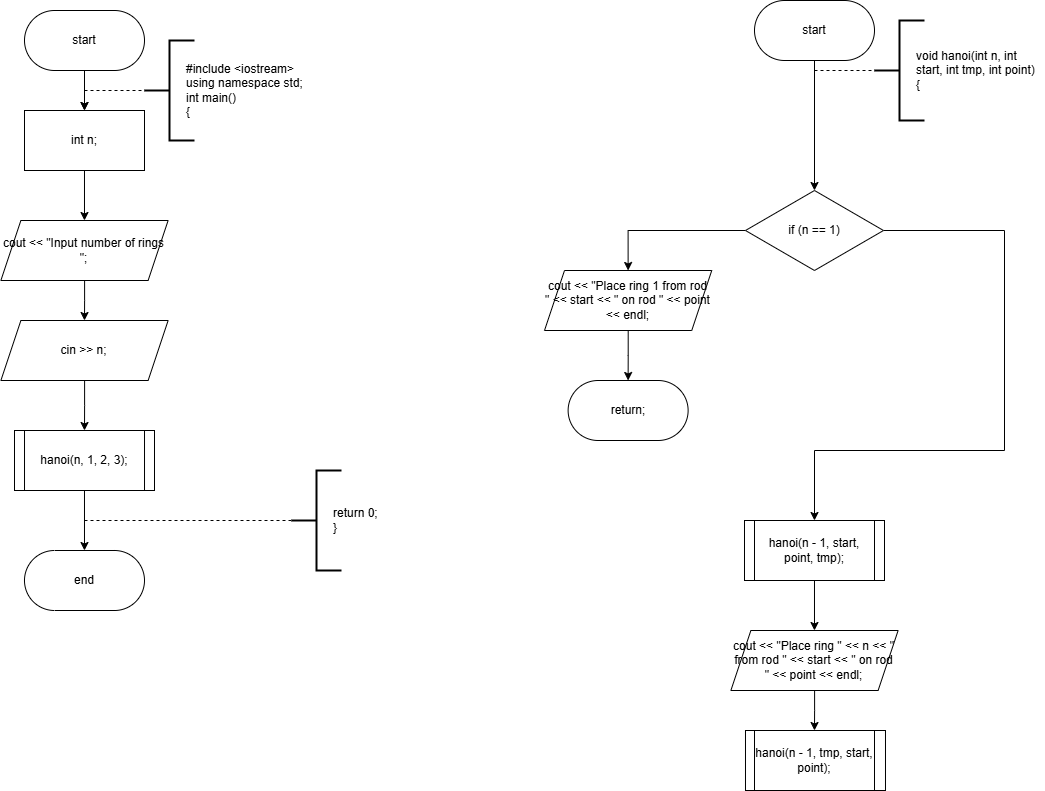 start
#include <iostream>
using namespace std;
int main()
{
int n;
cout << "Input number of rings
";
cin >> n;
hanoi(n, 1, 2, 3);
return 0;
}
end
start
void hanoi(int n, int
start, int tmp, int point)
{
if (n == 1)
cout << "Place ring 1 from rod
" << start << " on rod " << point
<< endl;
return;
hanoi(n - 1, start,
point, tmp);
cout << "Place ring " << n << "
from rod " << start << " on rod
" << point << endl;
hanoi(n - 1, tmp, start,
point);